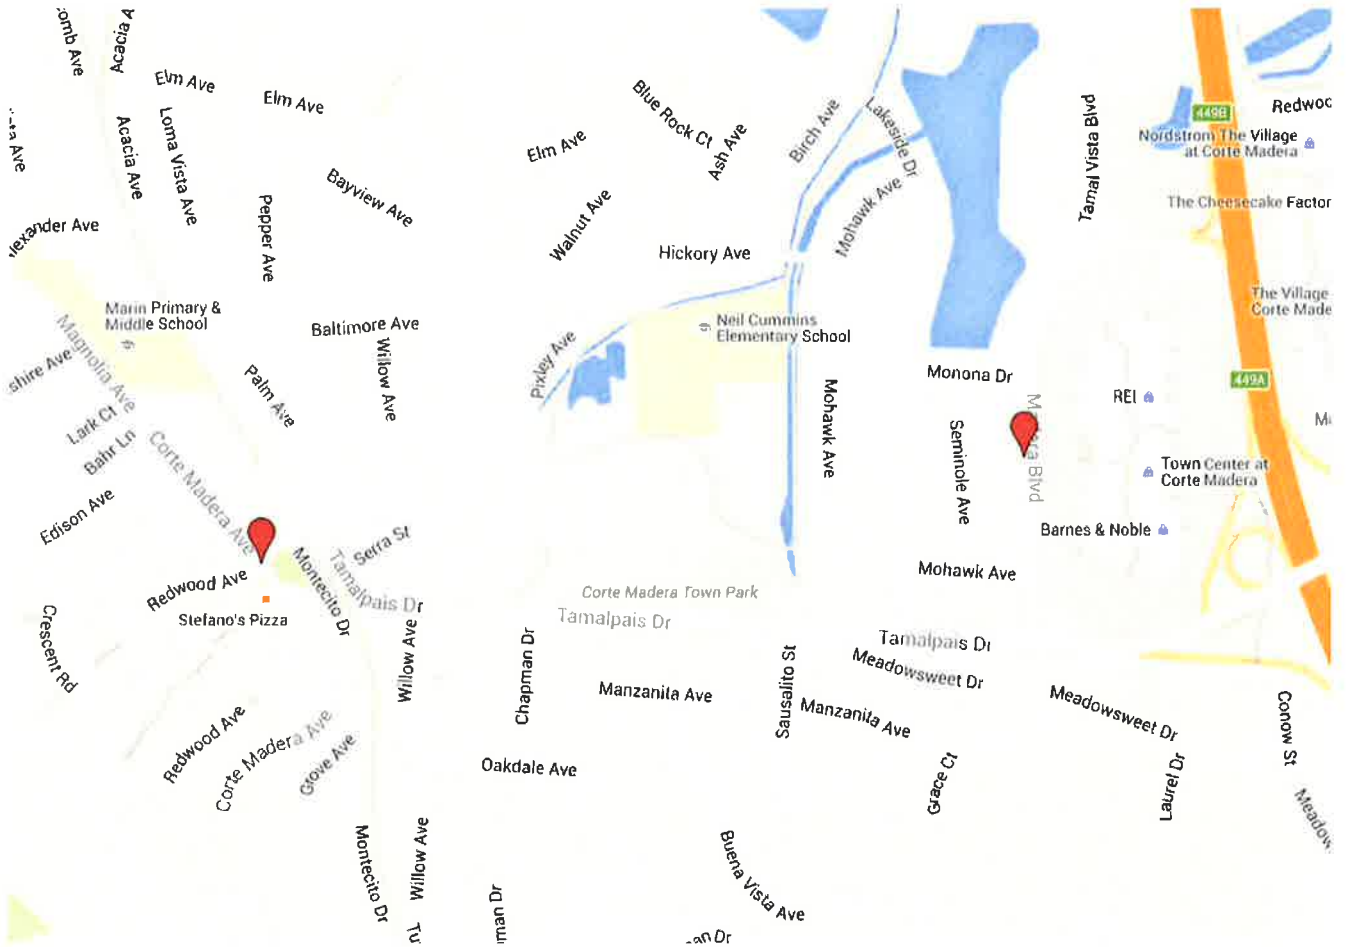 Acacia A
Elm Ave
Elm Ave
Blue Rock Ct
Ash Ave
Elm Ave
Birch Ave
Lakeside Dr
Tamal Vista Blvd
449B
Nordstrom The Village
at Corte Madera
Acacia Ave
Loma Vista Ave
Bayview Ave
Walnut Ave
Mohawk Ave
The Cheesecake Factor
Pepper Ave
Hickory Ave
Marin Primary &
Middle School
Baltimore Ave
Willow Ave
Neil Cummins
Elementary School
The Village
Corte Made
Magnolia Ave
Pixley Ave
Palm Ave
Monona Dr
449A
REI
Lark Ct
Bahr Ln
Mohawk Ave
Seminole Ave
Madera Blvd
Corte Madera Ave
Town Center at
Corte Madera
Edison Ave
Barnes & Noble
Serra St
Redwood Ave
Montecito Dr
Tamalpais Dr
Mohawk Ave
Corte Madera Town Park
Tamalpais Dr
Stefano's Pizza
Crescent Rd
Willow Ave
Chapman Dr
Sausalito St
Tamalpais Dr
Meadowsweet Dr
Manzanita Ave
Manzanita Ave
Meadowsweet Dr
Conow St
Redwood Ave
Corte Madera Ave
Grove Ave
Oakdale Ave
Grace Ct
Laurel Dr
Meadow
Montecito Dr
Willow Ave
Buena Vista Ave